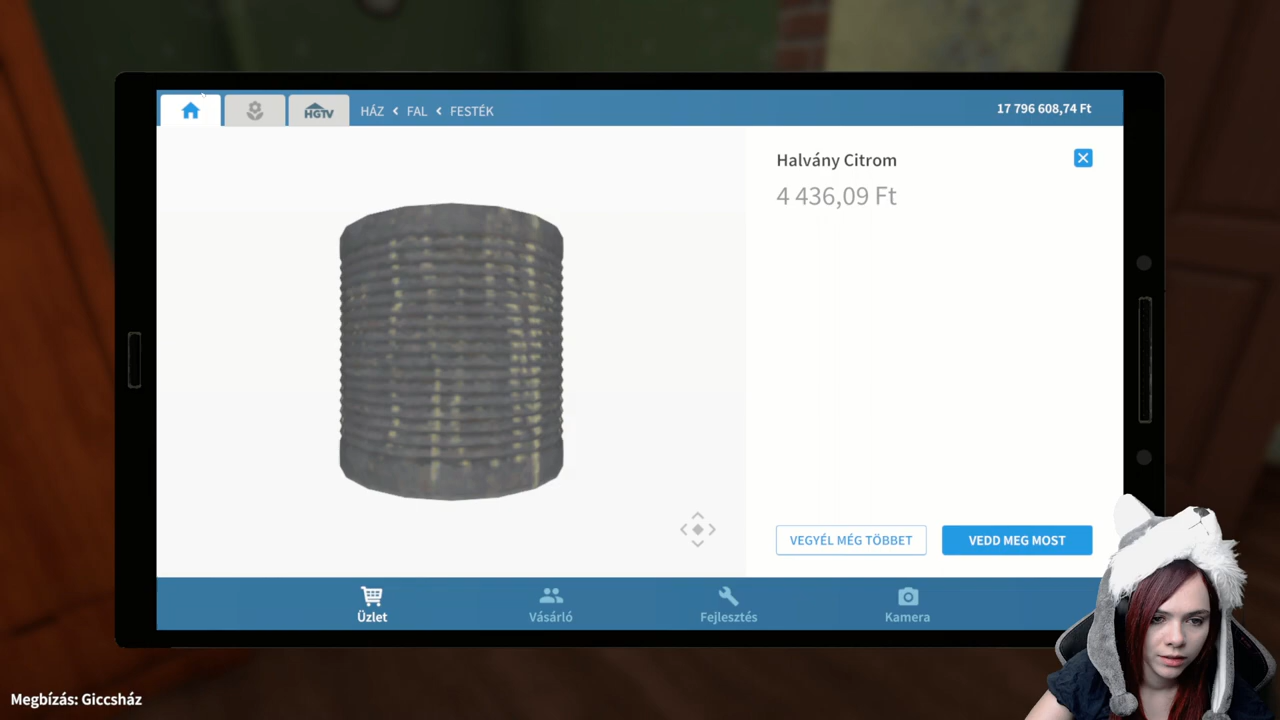 HGTV
HÁZ < FAL < FESTÉK
17 796 608,74 Ft
Halvány Citrom
4 436,09 Ft
VEGYÉL MÉG TÖBBET
VEDD MEG MOST
Üzlet
Vásárló
Fejlesztés
Kamera
Megbízás: Giccsház